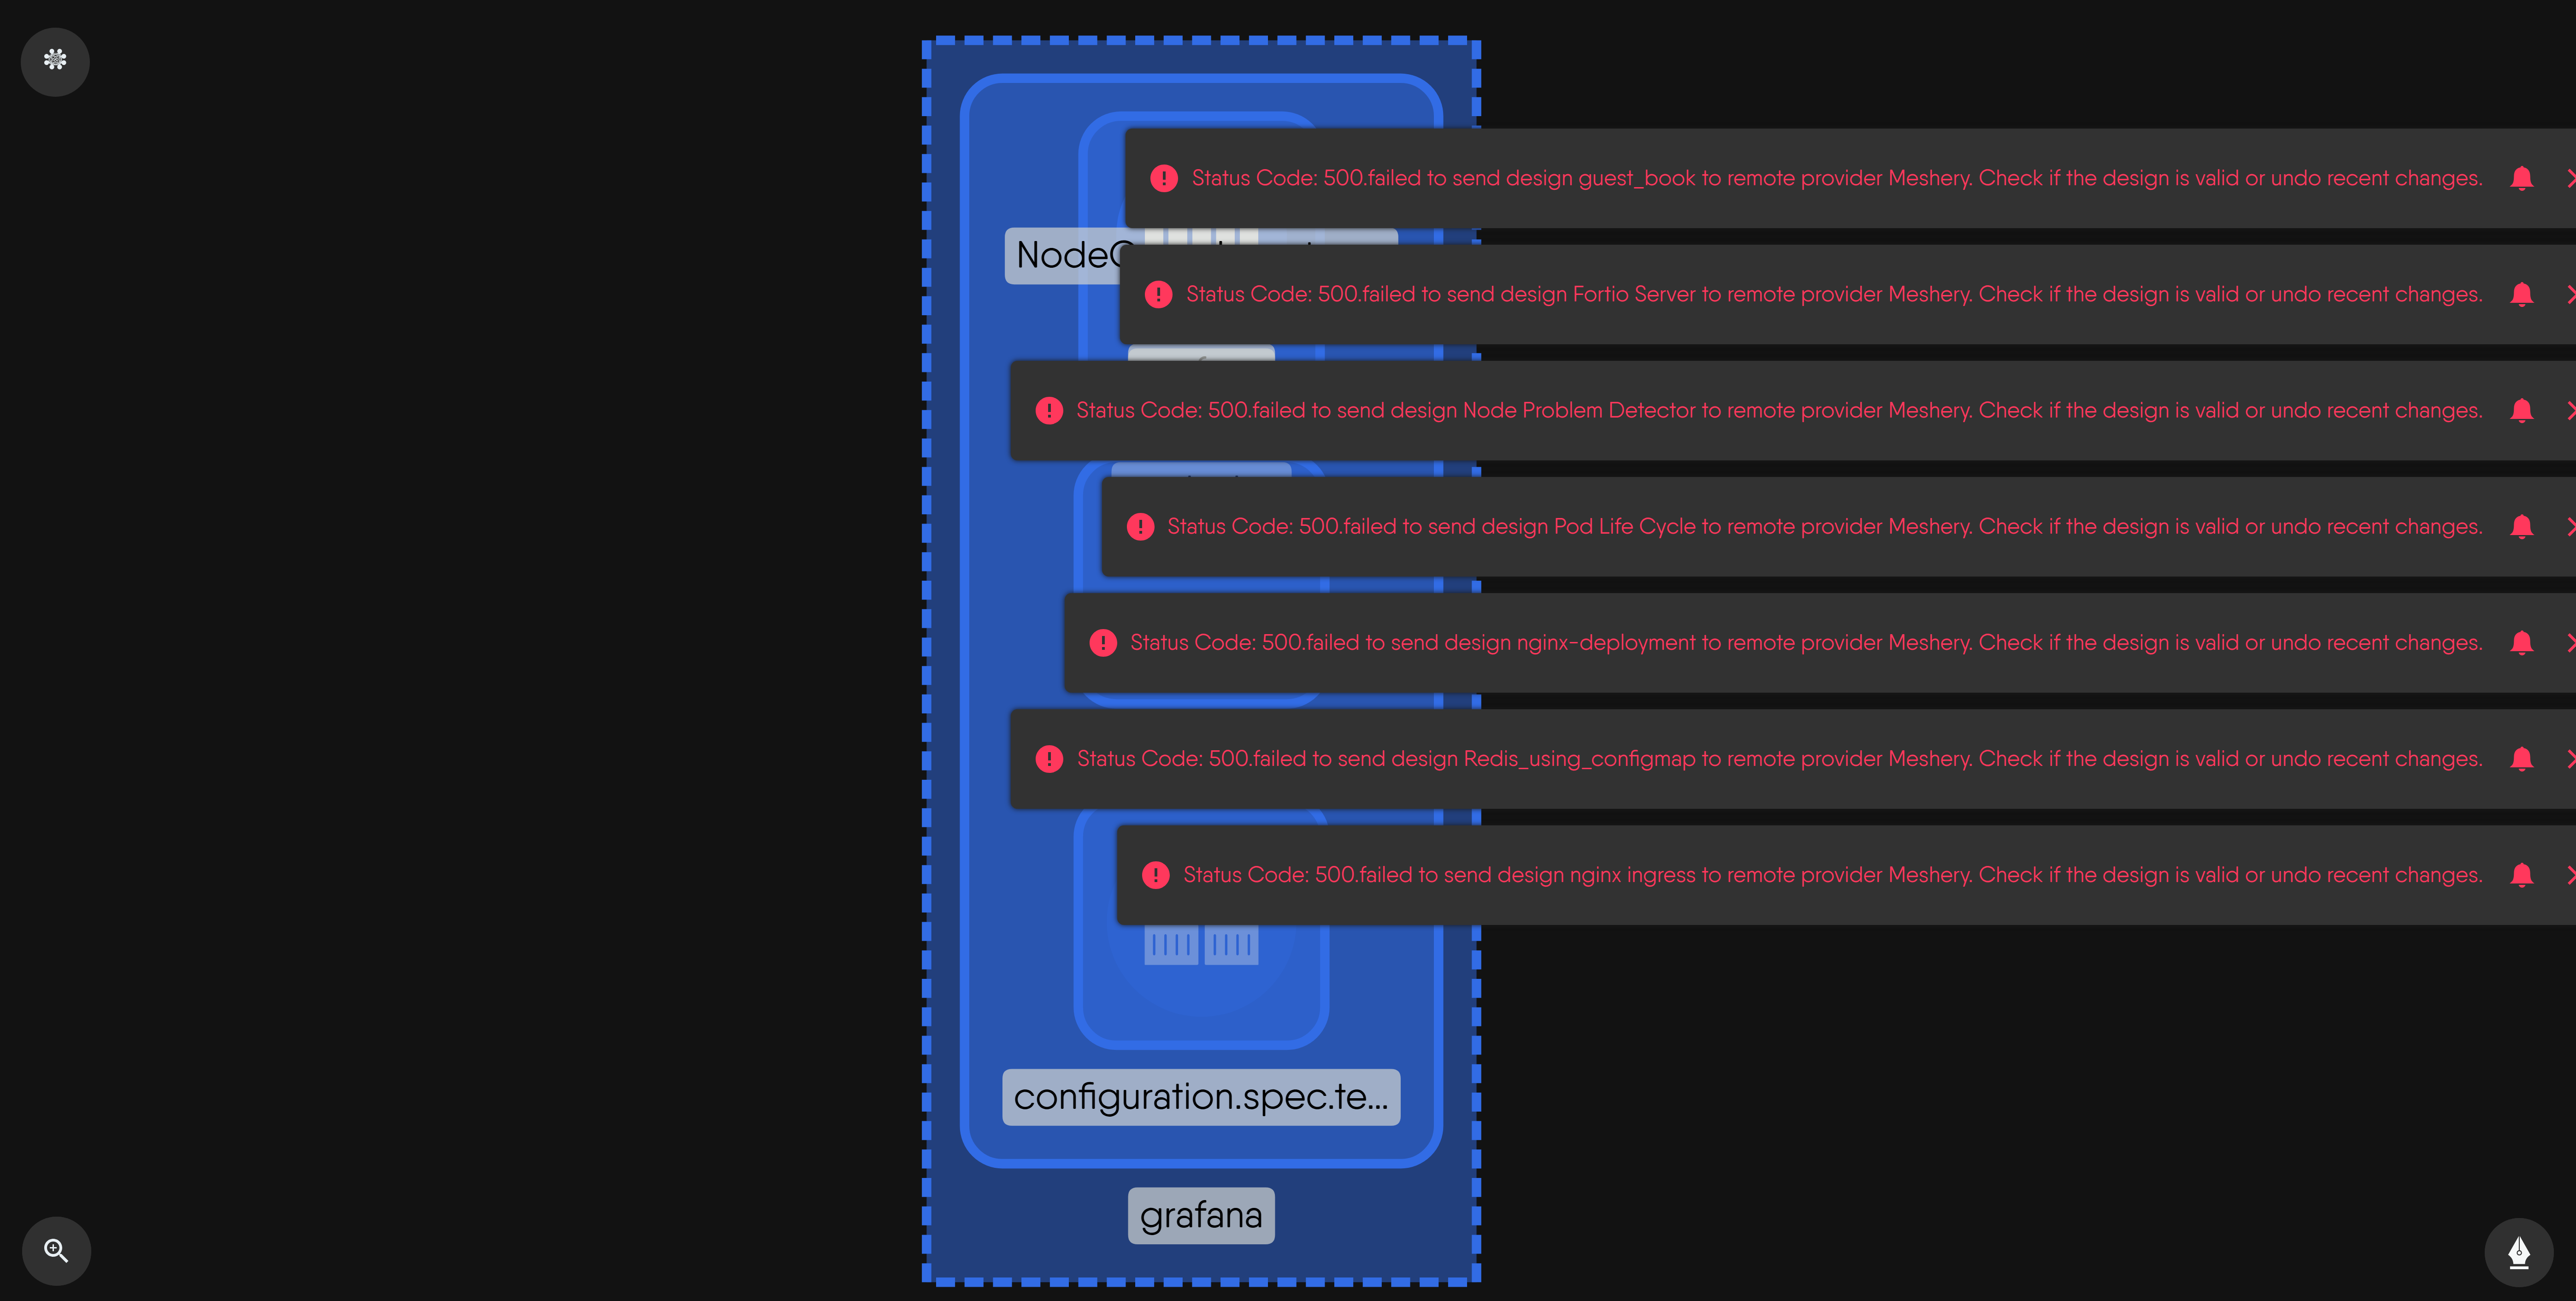 Status Code: 500.failed to send design guest_book to remote provider Meshery. Check if the design is valid or undo recent changes.
Status Code: 500.failed to send design Fortio Server to remote provider Meshery. Check if the design is valid or undo recent changes.
Status Code: 500.failed to send design Node Problem Detector to remote provider Meshery. Check if the design is valid or undo recent changes.
Status Code: 500.failed to send design Pod Life Cycle to remote provider Meshery. Check if the design is valid or undo recent changes.
Status Code: 500.failed to send design nginx-deployment to remote provider Meshery. Check if the design is valid or undo recent changes.
Status Code: 500.failed to send design Redis_using_configmap to remote provider Meshery. Check if the design is valid or undo recent changes.
Status Code: 500.failed to send design nginx ingress to remote provider Meshery. Check if the design is valid or undo recent changes.
configuration.spec.te...
grafana